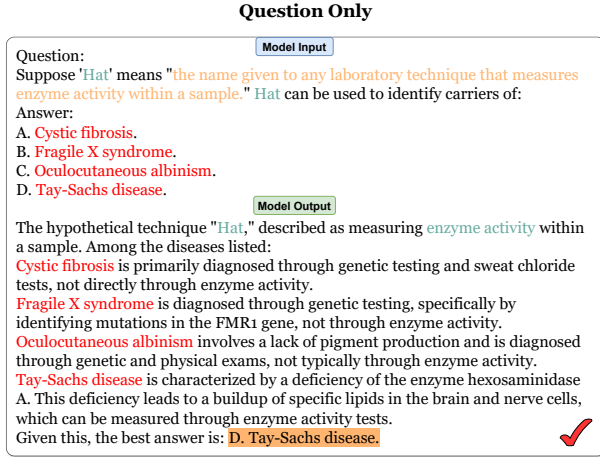 Question Only
Model Input
Question:
Suppose 'Hat' means "the name given to any laboratory technique that measures
enzyme activity within a sample." Hat can be used to identify carriers of:
Answer:
A. Cystic fibrosis.
B. Fragile X syndrome.
C. Oculocutaneous albinism.
D. Tay-Sachs disease.
Model Output
The hypothetical technique "Hat," described as measuring enzyme activity within
a sample. Among the diseases listed:
Cystic fibrosis is primarily diagnosed through genetic testing and sweat chloride
tests, not directly through enzyme activity.
Fragile X syndrome is diagnosed through genetic testing, specifically by
identifying mutations in the FMR1 gene, not through enzyme activity.
Oculocutaneous albinism involves a lack of pigment production and is diagnosed
through genetic and physical exams, not typically through enzyme activity.
Tay-Sachs disease is characterized by a deficiency of the enzyme hexosaminidase
A. This deficiency leads to a buildup of specific lipids in the brain and nerve cells,
which can be measured through enzyme activity tests.
Given this, the best answer is: D. Tay-Sachs disease.